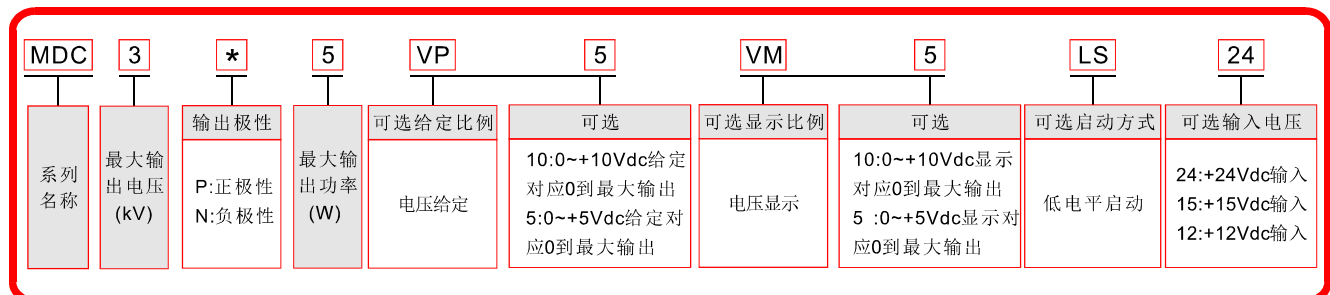 MDC 3 * 5 VP 5 VM 5 LS 24
系列
名称
最大输
出电压
(kV)
输出极性
P:正极性
N:负极性
最大输
出功率
(W)
可选给定比例
电压给定
可选
10:0~+10Vdc给定
对应0到最大输出
5:0~+5Vdc给定对
应0到最大输出
可选显示比例
电压显示
可选
10:0~+10Vdc显示
对应0到最大输出
5 :0~+5Vdc显示对
应0到最大输出
可选启动方式
低电平启动
可选输入电压
24:+24Vdc输入
15:+15Vdc输入
12:+12Vdc输入